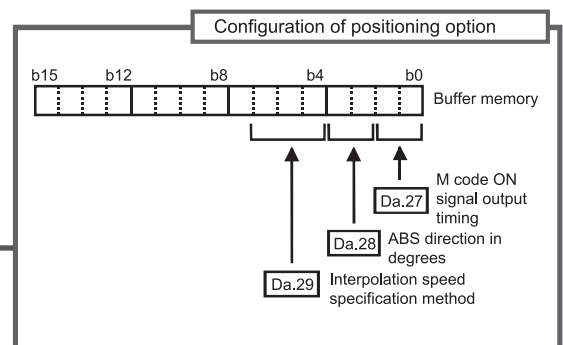 Configuration of positioning option
b15 b12 b8 b4 b0
Buffer memory
M code ON
signal output
timing
Da.27
ABS direction in
degrees
Da.28
Interpolation speed
specification method
Da.29